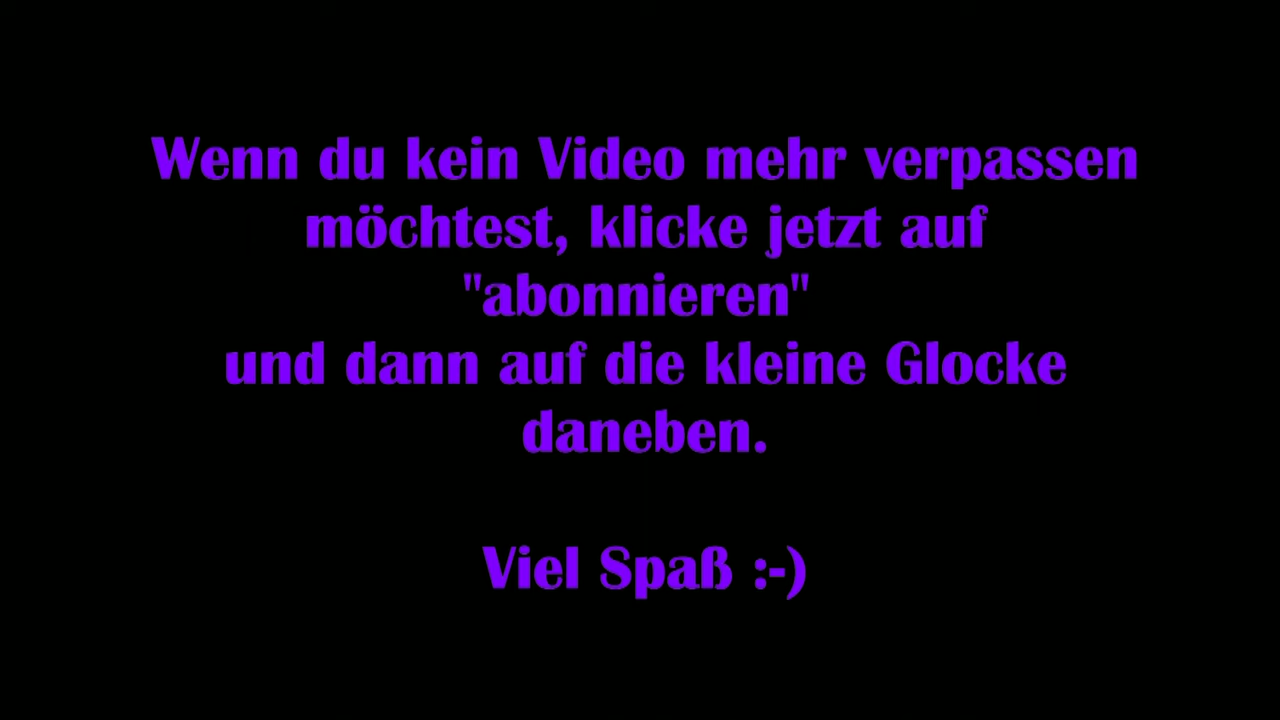 Wenn du kein Video mehr verpassen
möchtest, klicke jetzt auf
"abonnieren"
und dann auf die kleine Glocke
daneben.
Viel Spaß :-)